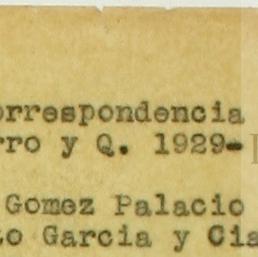 orrespondencia
rro y Q. 1929-
Gomez Palacio
to Garcia y Cia